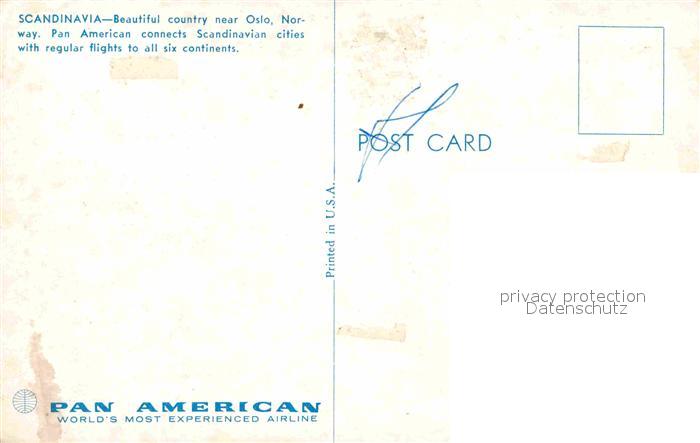 SCANDINAVIA—Beautiful country near Oslo, Nor-
way. Pan American connects Scandinavian cities
with regular flights to all six continents.
POST CARD
Printed in U.S.A.
privacy protection
Datenschutz
PAN AMERICAN
WORLD'S MOST EXPERIENCED AIRLINE